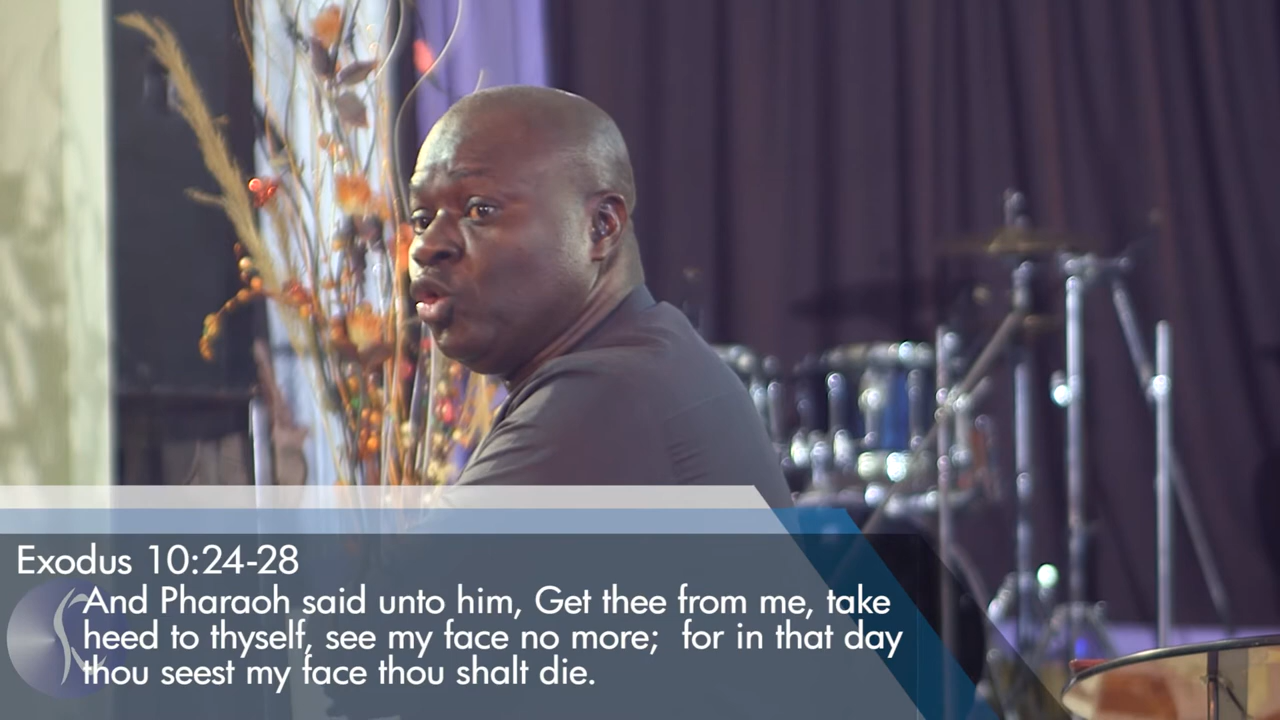 Exodus 10:24-28
And Pharaoh said unto him, Get thee from me, take
heed to thyself, see my face no more;  for in that day
thou seest my face thou shalt die.